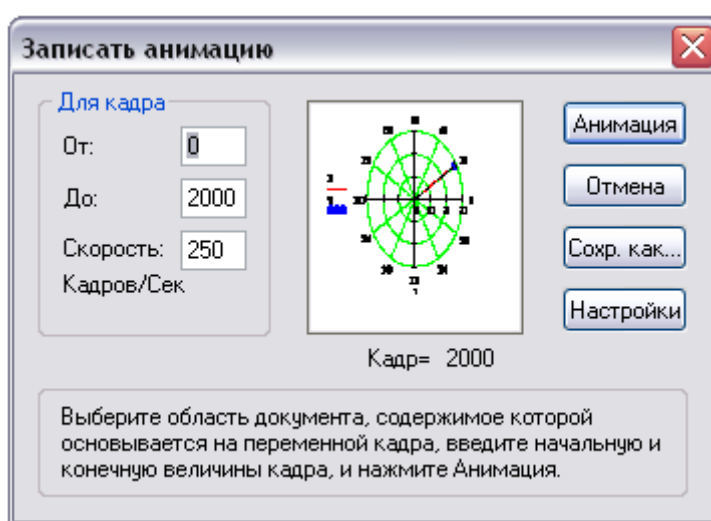 Записать анимацию
Для кадра
От: 0
До: 2000
Скорость: 250
Кадров/Сек
Анимация
Отмена
Сохр. как...
Настройки
Кадр= 2000
Выберите область документа, содержимое которой
основывается на переменной кадра, введите начальную и
конечную величины кадра, и нажмите Анимация.